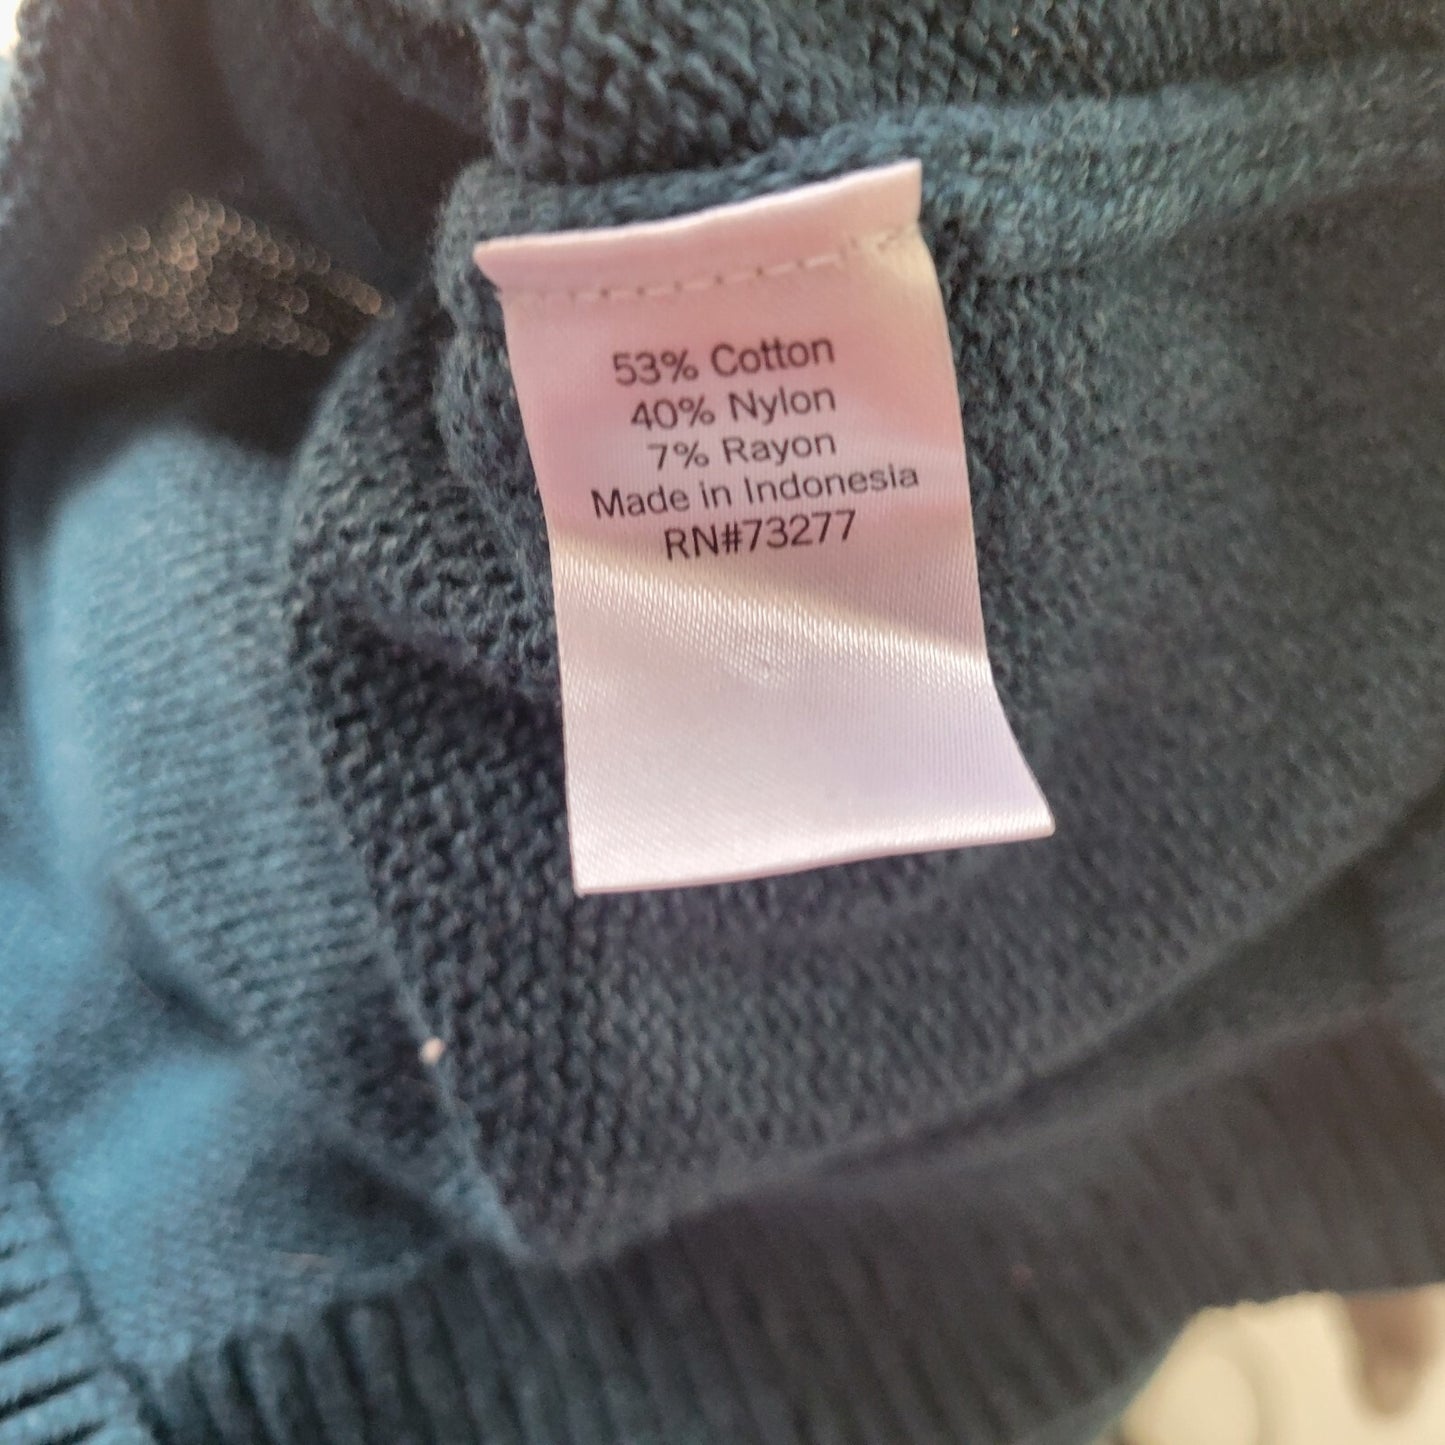 53% Cotton
40% Nylon
7% Rayon
Made in Indonesia
RN#73277